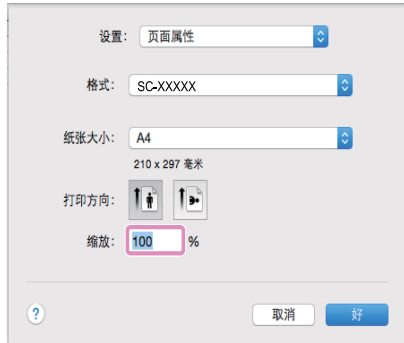 设置： 页面属性
格式： SC-XXXXX
纸张大小： A4
210 x 297 毫米
打印方向：
缩放： 100 %
? 取消 好